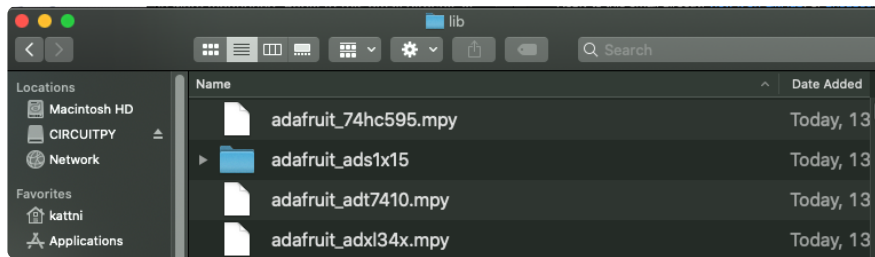 lib
Search
Locations
Macintosh HD
CIRCUITPY
Network
Favorites
kattni
Applications
Name
Date Added
adafruit_74hc595.mpy
Today, 13
adafruit_ads1x15
Today, 13
adafruit_adt7410.mpy
Today, 13
adafruit_adxl34x.mpy
Today, 13